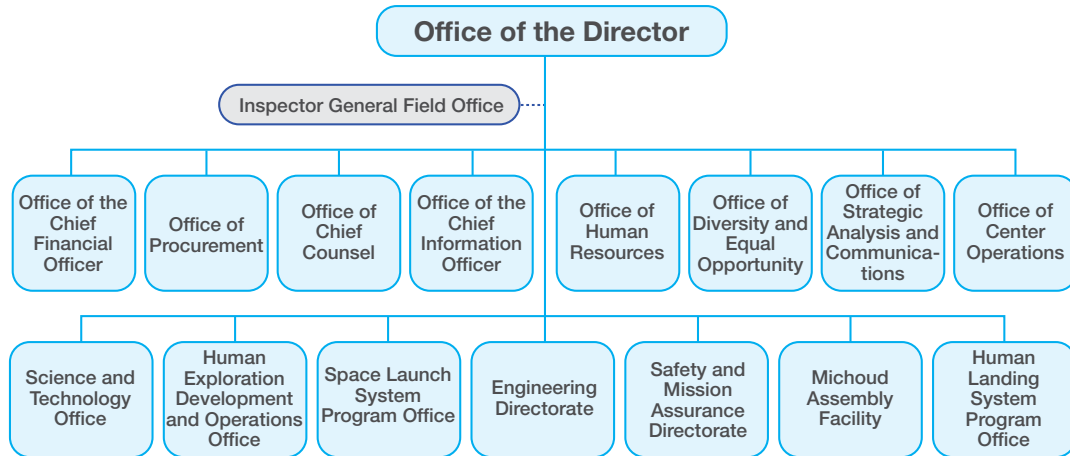 Office of the Director
Inspector General Field Office
Office of the
Chief
Financial
Officer
Office of
Procurement
Office of
Chief
Counsel
Office of the
Chief
Information
Officer
Office of
Human
Resources
Office of
Diversity and
Equal
Opportunity
Office of
Strategic
Analysis and
Communica-
tions
Office of
Center
Operations
Science and
Technology
Office
Human
Exploration
Development
and Operations
Office
Space Launch
System
Program Office
Engineering
Directorate
Safety and
Mission
Assurance
Directorate
Michoud
Assembly
Facility
Human
Landing
System
Program
Office